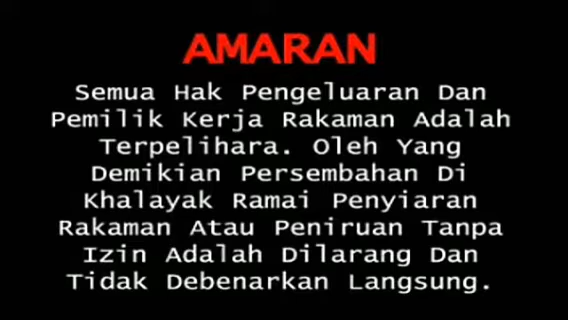 AMARAN
Semua Hak Pengeluaran Dan
Pemilik Kerja Rakaman Adalah
Terpelihara. Oleh Yang
Demikian Persembahan Di
Khalayak Ramai Penyiaran
Rakaman Atau Peniruan Tanpa
Izin Adalah Dilarang Dan
Tidak Debenarkan Langsung.